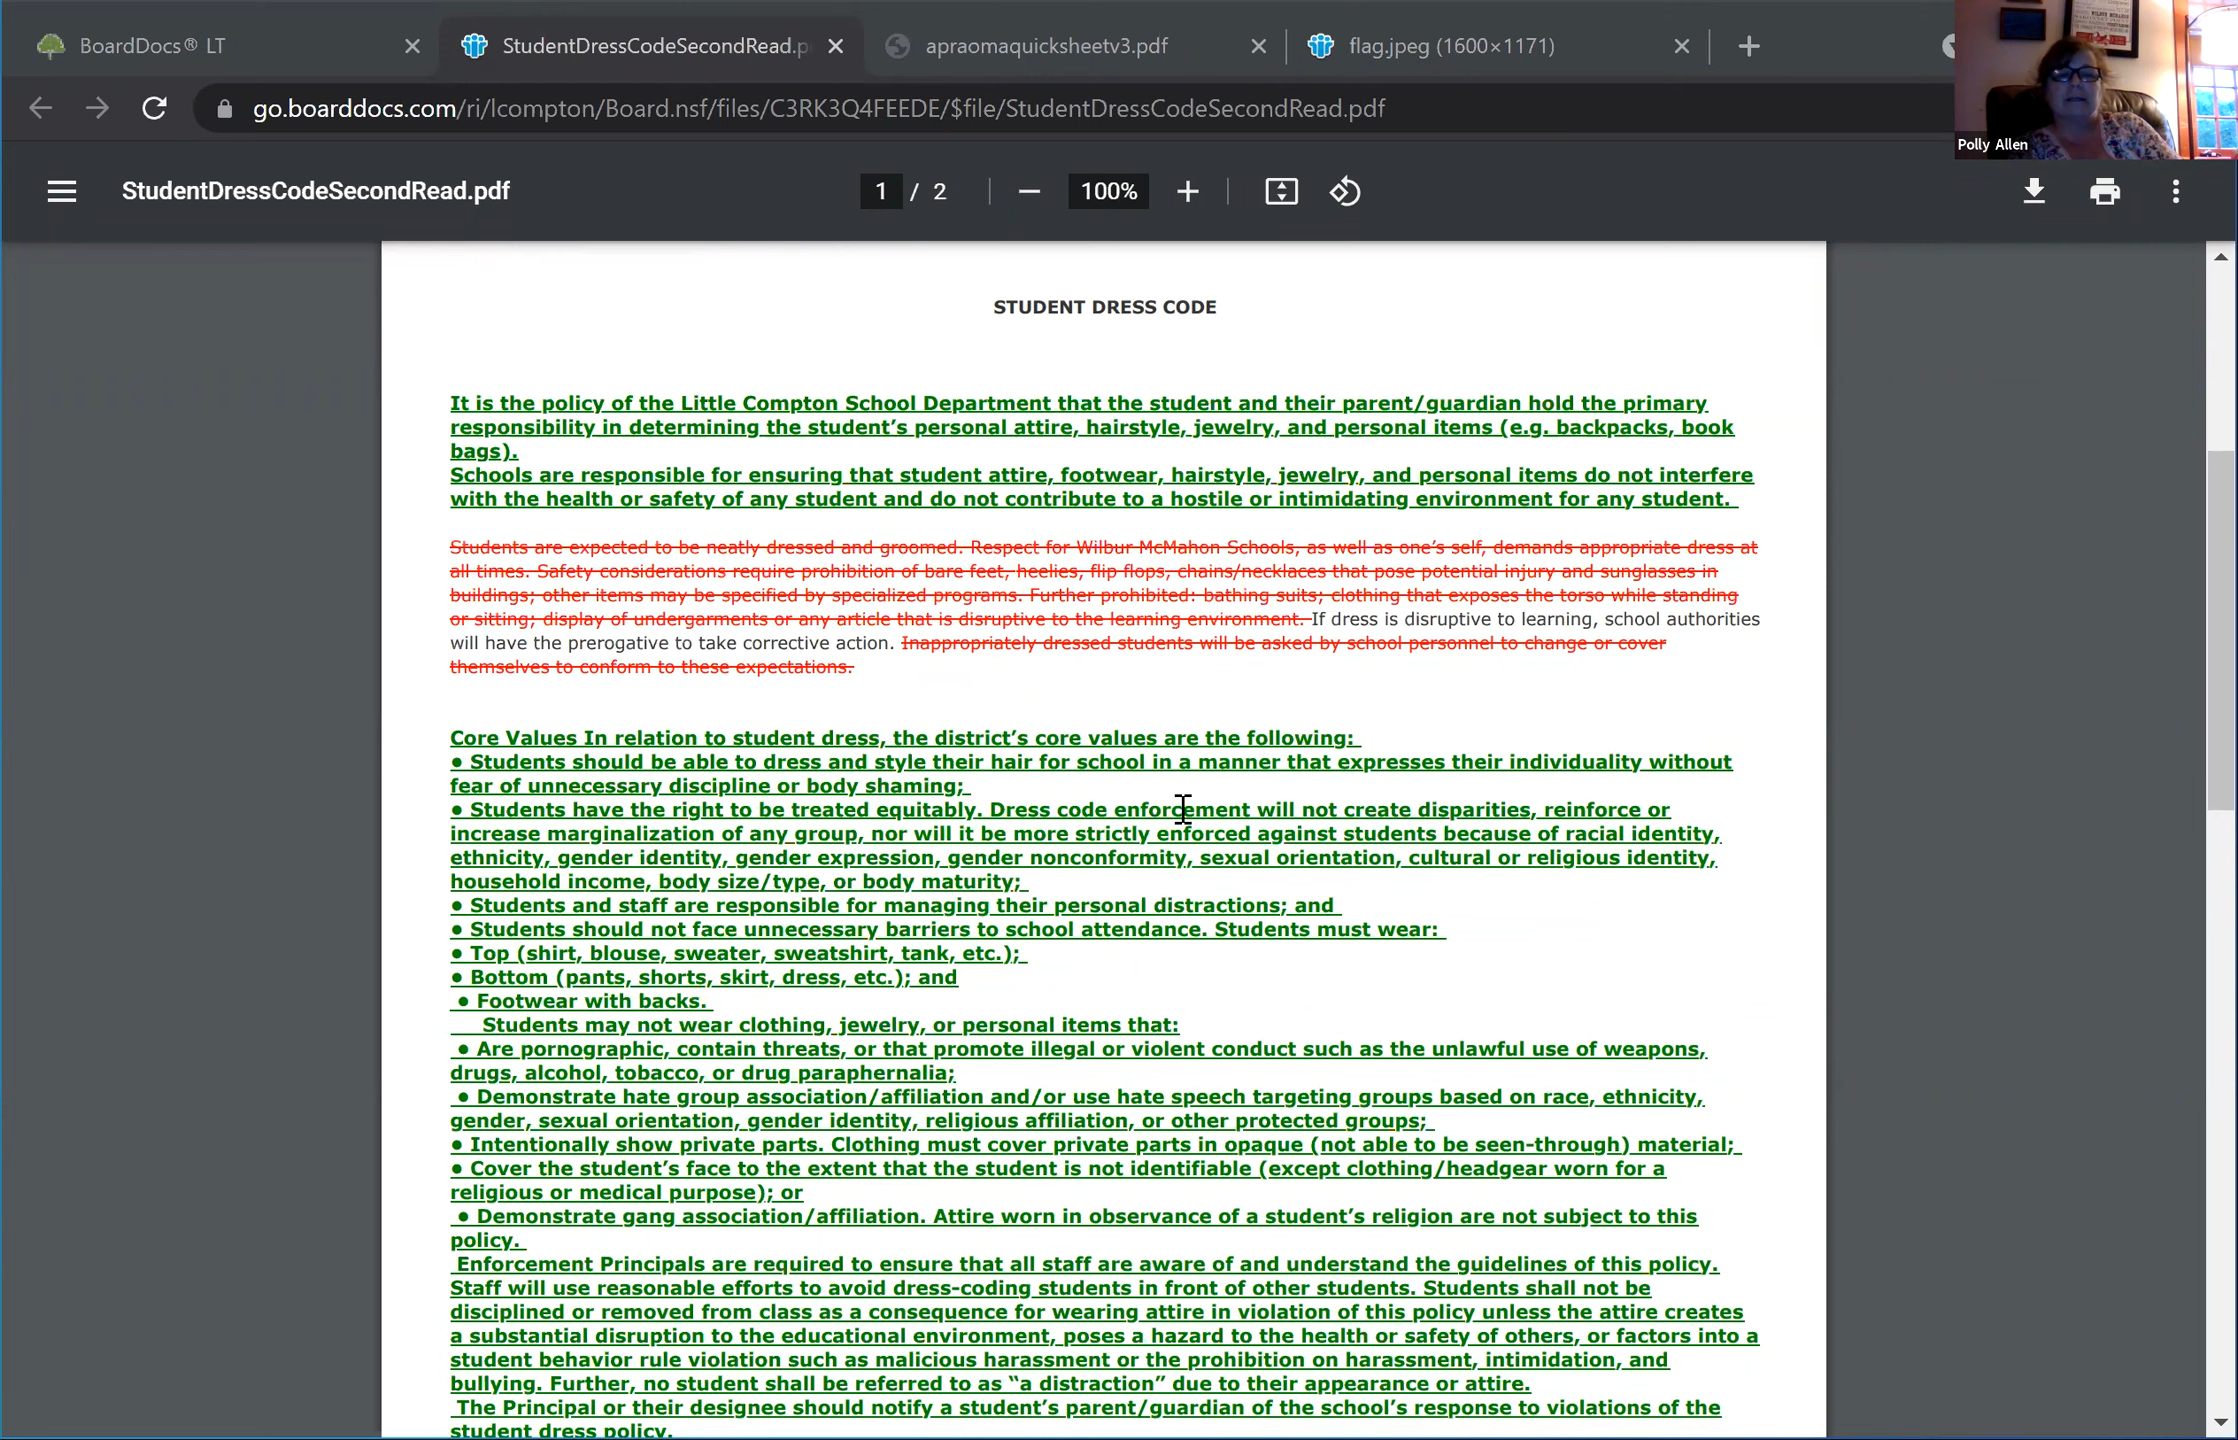 BoardDocs® LT
StudentDressCodeSecondRead.p
apraomaquicksheetv3.pdf
flag.jpeg (1600×1171)
go.boarddocs.com/ri/lcompton/Board.nsf/files/C3RK3Q4FEEDE/$file/StudentDressCodeSecondRead.pdf
Polly Allen
StudentDressCodeSecondRead.pdf
1 / 2
100%
STUDENT DRESS CODE
It is the policy of the Little Compton School Department that the student and their parent/guardian hold the primary
responsibility in determining the student’s personal attire, hairstyle, jewelry, and personal items (e.g. backpacks, book
bags).
Schools are responsible for ensuring that student attire, footwear, hairstyle, jewelry, and personal items do not interfere
with the health or safety of any student and do not contribute to a hostile or intimidating environment for any student.
Students are expected to be neatly dressed and groomed. Respect for Wilbur McMahon Schools, as well as one’s self, demands appropriate dress at
all times. Safety considerations require prohibition of bare feet, heelies, flip flops, chains/necklaces that pose potential injury and sunglasses in
buildings; other items may be specified by specialized programs. Further prohibited: bathing suits; clothing that exposes the torso while standing
or sitting; display of undergarments or any article that is disruptive to the learning environment. If dress is disruptive to learning, school authorities
will have the prerogative to take corrective action. Inappropriately dressed students will be asked by school personnel to change or cover
themselves to conform to these expectations.
Core Values In relation to student dress, the district’s core values are the following:
● Students should be able to dress and style their hair for school in a manner that expresses their individuality without
fear of unnecessary discipline or body shaming;
● Students have the right to be treated equitably. Dress code enforcement will not create disparities, reinforce or
increase marginalization of any group, nor will it be more strictly enforced against students because of racial identity,
ethnicity, gender identity, gender expression, gender nonconformity, sexual orientation, cultural or religious identity,
household income, body size/type, or body maturity;
● Students and staff are responsible for managing their personal distractions; and
● Students should not face unnecessary barriers to school attendance. Students must wear:
● Top (shirt, blouse, sweater, sweatshirt, tank, etc.);
● Bottom (pants, shorts, skirt, dress, etc.); and
● Footwear with backs.
Students may not wear clothing, jewelry, or personal items that:
● Are pornographic, contain threats, or that promote illegal or violent conduct such as the unlawful use of weapons,
drugs, alcohol, tobacco, or drug paraphernalia;
● Demonstrate hate group association/affiliation and/or use hate speech targeting groups based on race, ethnicity,
gender, sexual orientation, gender identity, religious affiliation, or other protected groups;
● Intentionally show private parts. Clothing must cover private parts in opaque (not able to be seen-through) material;
● Cover the student’s face to the extent that the student is not identifiable (except clothing/headgear worn for a
religious or medical purpose); or
● Demonstrate gang association/affiliation. Attire worn in observance of a student’s religion are not subject to this
policy.
Enforcement Principals are required to ensure that all staff are aware of and understand the guidelines of this policy.
Staff will use reasonable efforts to avoid dress-coding students in front of other students. Students shall not be
disciplined or removed from class as a consequence for wearing attire in violation of this policy unless the attire creates
a substantial disruption to the educational environment, poses a hazard to the health or safety of others, or factors into a
student behavior rule violation such as malicious harassment or the prohibition on harassment, intimidation, and
bullying. Further, no student shall be referred to as “a distraction” due to their appearance or attire.
The Principal or their designee should notify a student’s parent/guardian of the school’s response to violations of the
student dress policy.